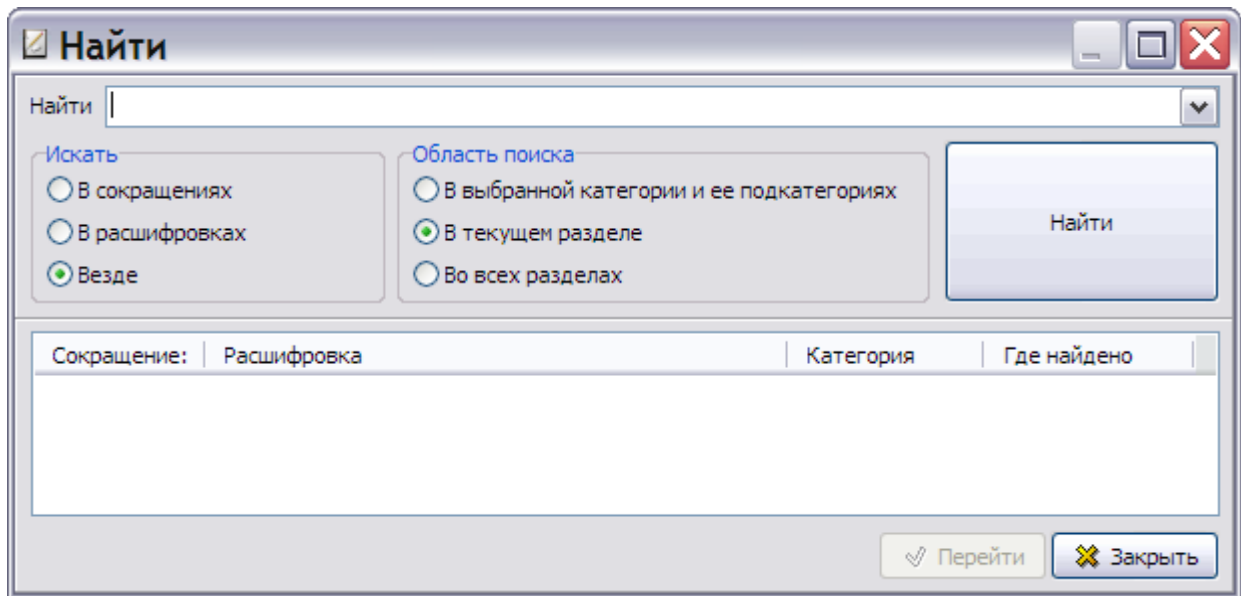 Найти
Найти
Искать
В сокращениях
В расшифровках
Везде
Область поиска
В выбранной категории и ее подкатегориях
В текущем разделе
Во всех разделах
Найти
Сокращение: Расшифровка Категория Где найдено
Перейти Закрыть